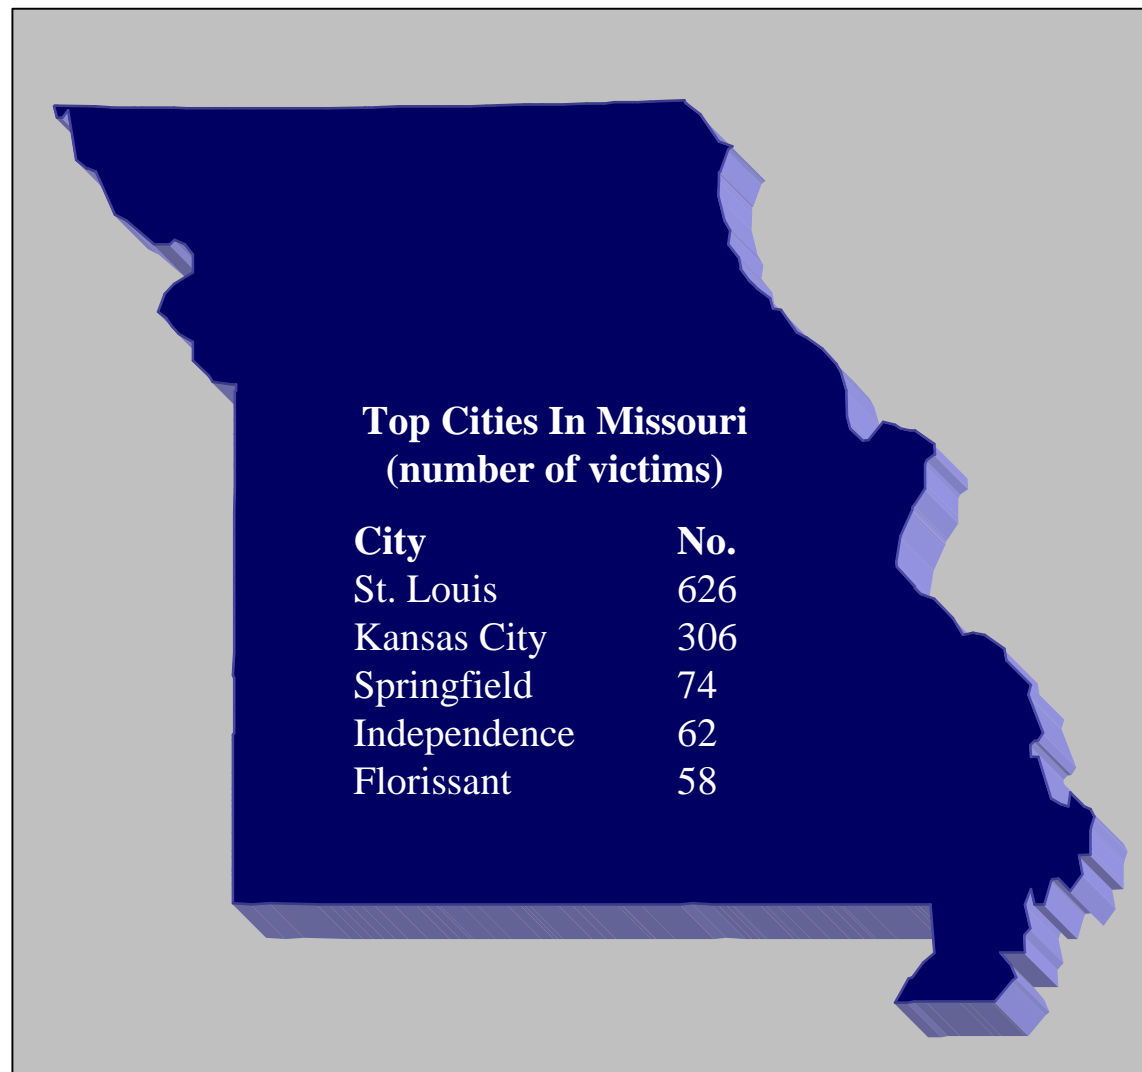 Top Cities In Missouri
(number of victims)
City No.
St. Louis 626
Kansas City 306
Springfield 74
Independence 62
Florissant 58